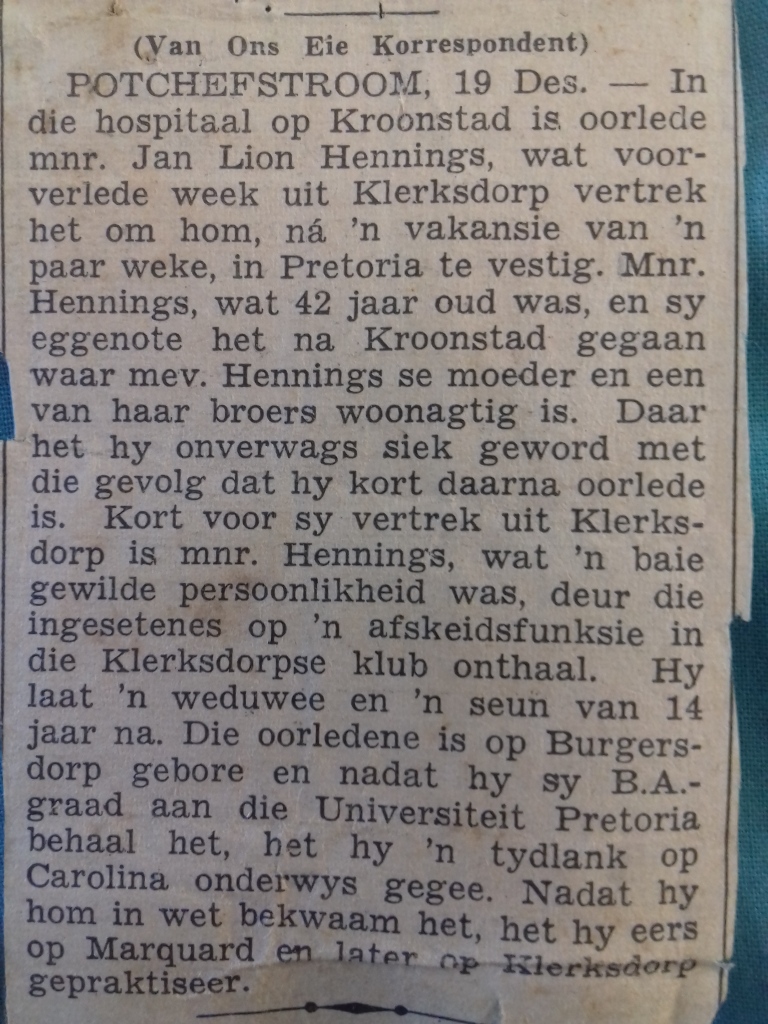 (Van Ons Eie Korrespondent)
POTCHEFSTROOM, 19 Des. — In
die hospitaal op Kroonstad is oorlede
mnr. Jan Lion Hennings, wat voor-
verlede week uit Klerksdorp vertrek
het om hom, ná 'n vakansie van 'n
paar weke, in Pretoria te vestig. Mnr.
Hennings, wat 42 jaar oud was, en sy
eggenote het na Kroonstad gegaan
waar mev. Hennings se moeder en een
van haar broers woonagtig is. Daar
het hy onverwags siek geword met
die gevolg dat hy kort daarna oorlede
is. Kort voor sy vertrek uit Klerks-
dorp is mnr. Hennings, wat 'n baie
gewilde persoonlikheid was, deur die
ingesetenes op 'n afskeidsfunksie in
die Klerksdorpse klub onthaal. Hy
laat 'n weduwee en 'n seun van 14
jaar na. Die oorledene is op Burgers-
dorp gebore en nadat hy sy B.A.-
graad aan die Universiteit Pretoria
behaal het, het hy 'n tydlank op
Carolina onderwys gegee. Nadat hy
hom in wet bekwaam het, het hy eers
op Marquard en later op Klerksdorp
gepraktiseer.